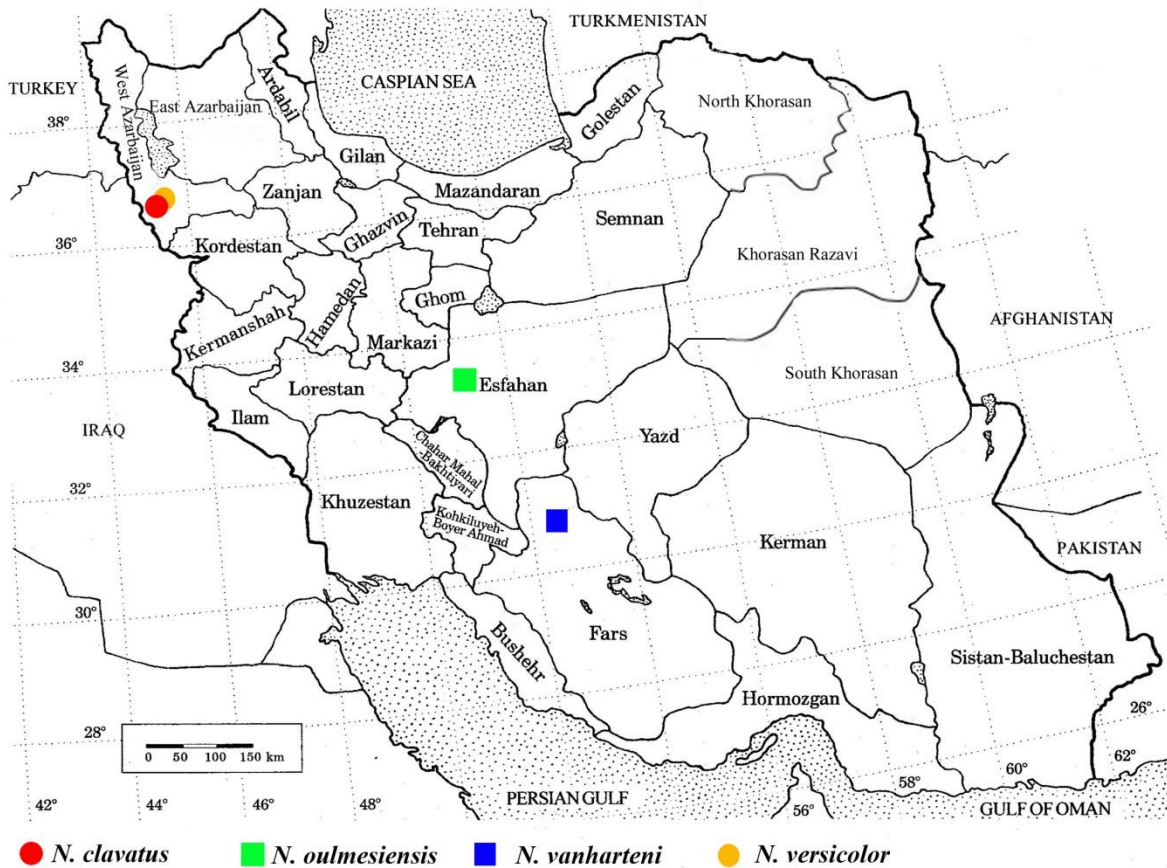 TURKMENISTAN
TURKEY
CASPIAN SEA
West Azarbaijan
East Azarbaijan
Ardabil
Golestan
North Khorasan
38°
Gilan
Zanjan
Mazandaran
Semnan
Ghazvin
Tehran
Kordestan
36°
Khorasan Razavi
Hamedan
Ghom
Kermanshah
Markazi
AFGHANISTAN
34°
Lorestan
Esfahan
South Khorasan
Ilam
IRAQ
Yazd
Chahar Mahal
-Bakhtiyari
32°
Khuzestan
Kohkiluyeh-
Boyer Ahmad
Kerman
PAKISTAN
30°
Fars
Bushehr
Sistan-Baluchestan
Hormozgan
26°
28°
0 50 100 150 km
42°
44°
46°
48°
PERSIAN GULF
56°
58°
60°
62°
GULF OF OMAN
N. clavatus
N. oulmesiensis
N. vanharteni
N. versicolor